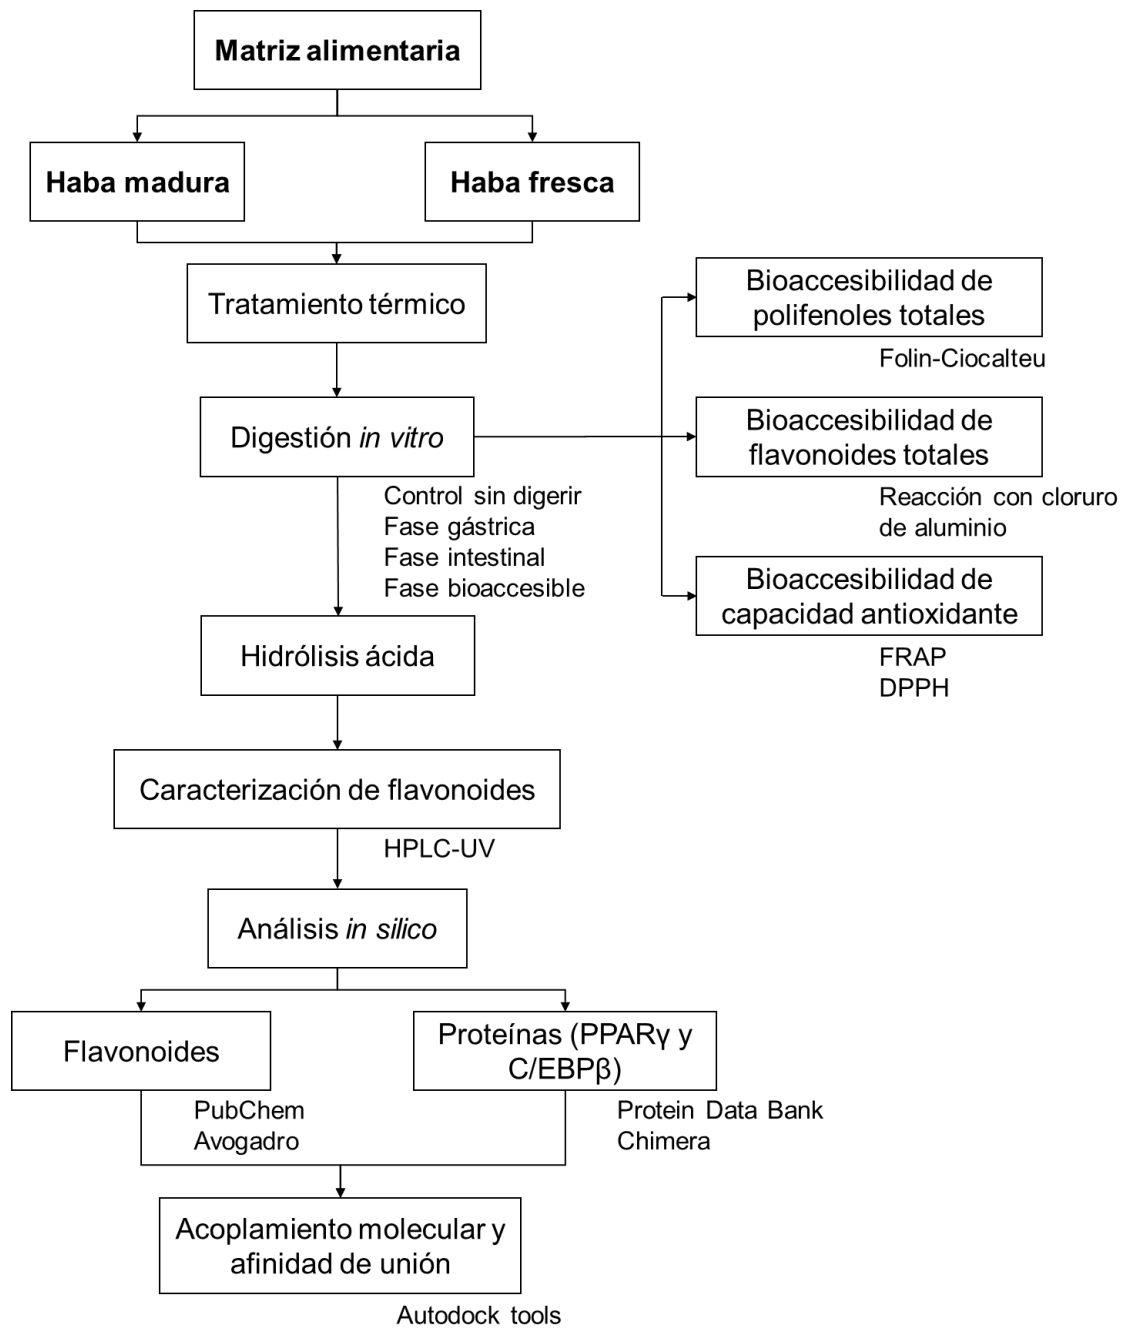 Matriz alimentaria
Haba madura
Haba fresca
Tratamiento térmico
Bioaccesibilidad de
polifenoles totales
Folin-Ciocalteu
Digestión in vitro
Bioaccesibilidad de
flavonoides totales
Control sin digerir
Fase gástrica
Fase intestinal
Fase bioaccesible
Reacción con cloruro
de aluminio
Bioaccesibilidad de
capacidad antioxidante
FRAP
DPPH
Hidrólisis ácida
Caracterización de flavonoides
HPLC-UV
Análisis in silico
Flavonoides
PubChem
Avogadro
Proteínas (PPARγ y
C/EBPβ)
Protein Data Bank
Chimera
Acoplamiento molecular y
afinidad de unión
Autodock tools